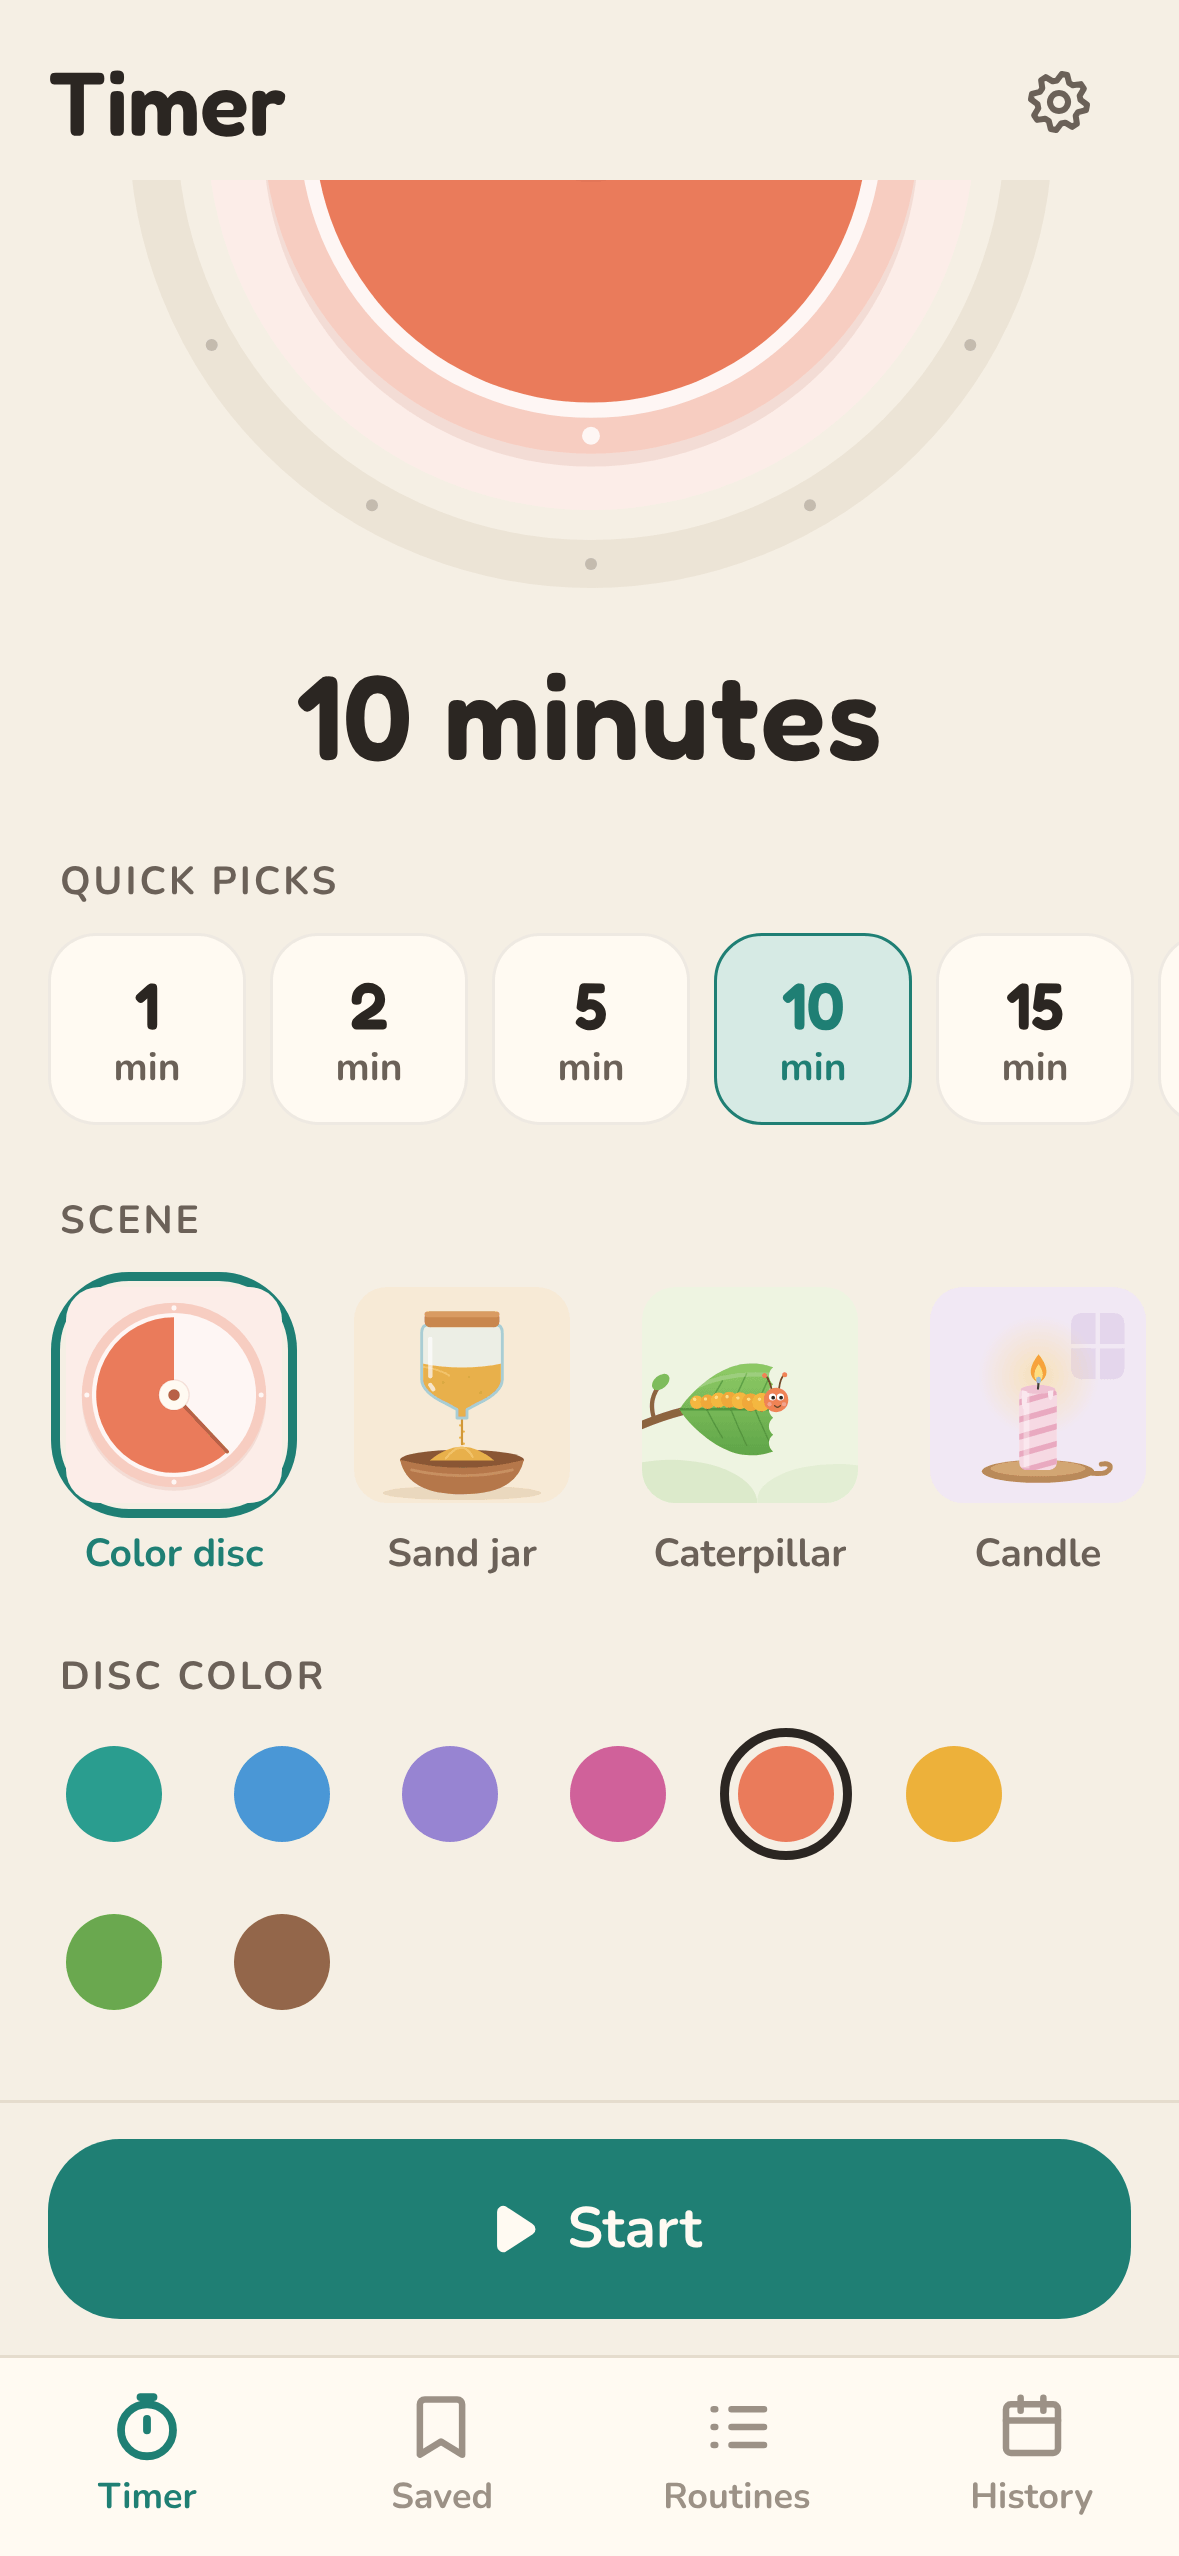 Timer
10 minutes
QUICK PICKS
1 2 5 10 15
min min min min min
SCENE
Color disc Sand jar Caterpillar Candle
DISC COLOR
Start
Timer Saved Routines History